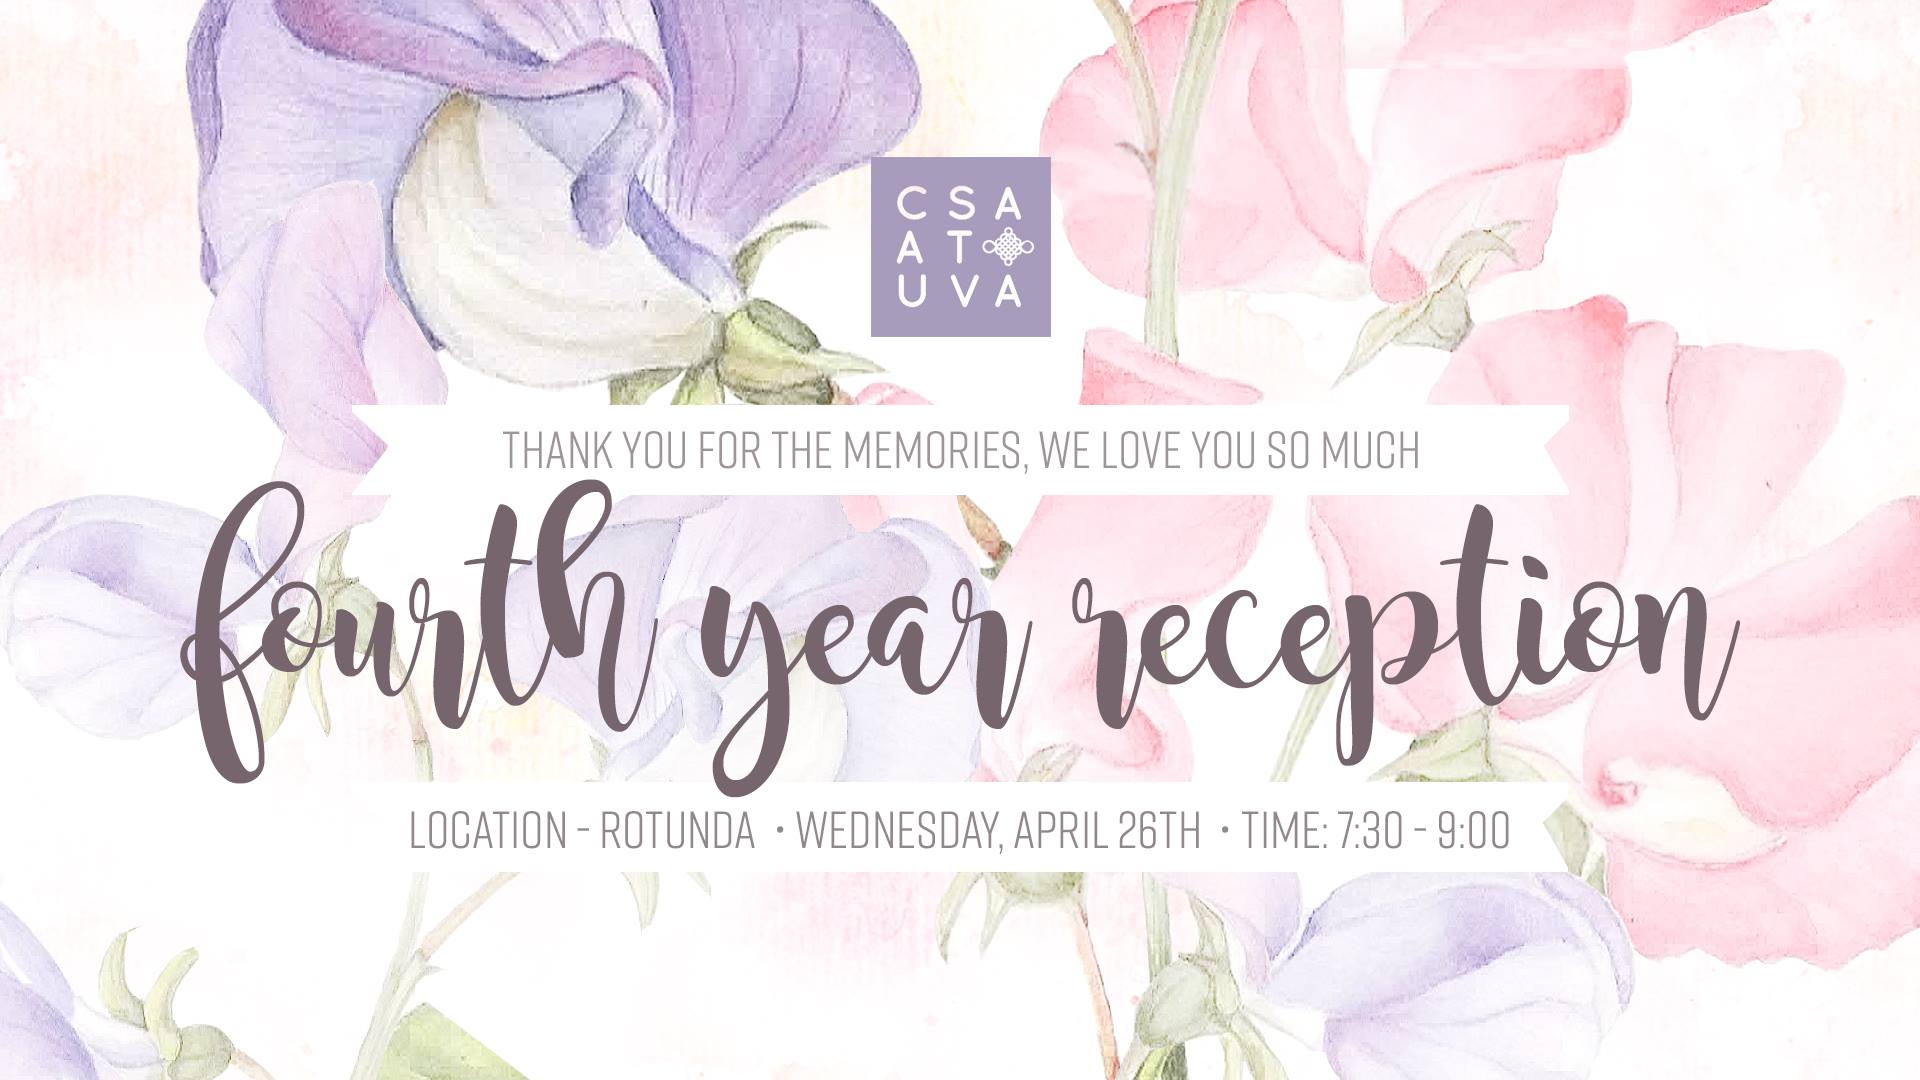 CSA
AT
UVA
THANK YOU FOR THE MEMORIES, WE LOVE YOU SO MUCH
fourth year reception
LOCATION - ROTUNDA • WEDNESDAY, APRIL 26TH • TIME: 7:30 - 9:00